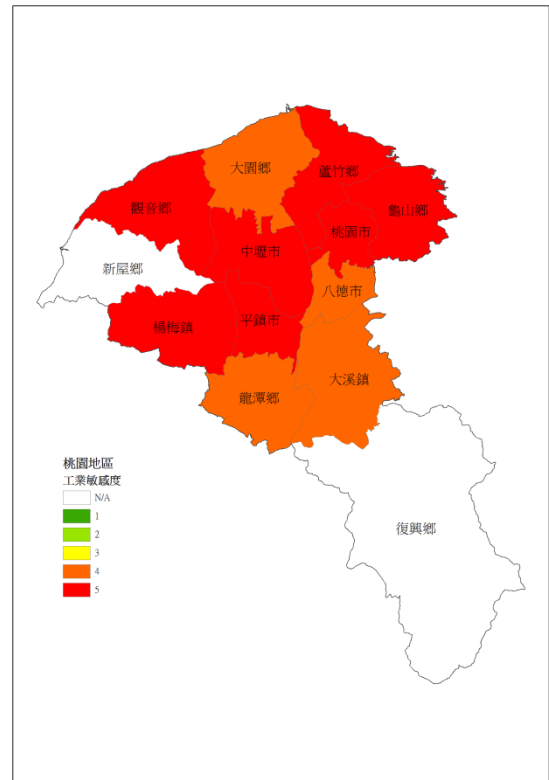 大園鄉
蘆竹鄉
觀音鄉
龜山鄉
桃園市
中壢市
新屋鄉
八德市
楊梅鎮
平鎮市
大溪鎮
龍潭鄉
復興鄉
桃園地區
工業敏感度
N/A
1
2
3
4
5